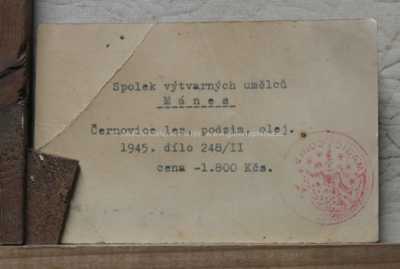 Spolek výtvarných umělců
Mánes
Černovice les, podzim, olej.
1945. dílo 248/II
cena -1.800 Kčs.